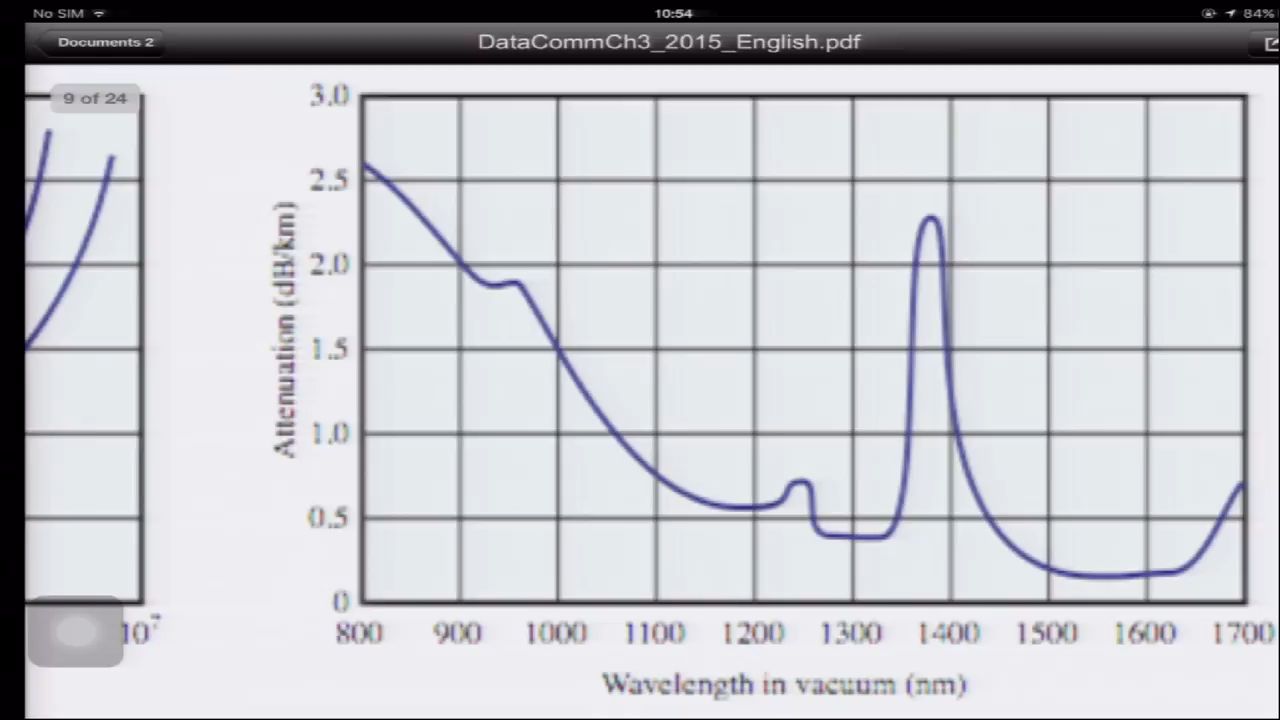 No SIM 10:54 84%
Documents 2 DataCommCh3_2015_English.pdf
9 of 24
3.0
2.5
2.0
1.5
1.0
0.5
0
Attenuation (dB/km)
10⁷ 800 900 1000 1100 1200 1300 1400 1500 1600 1700
Wavelength in vacuum (nm)